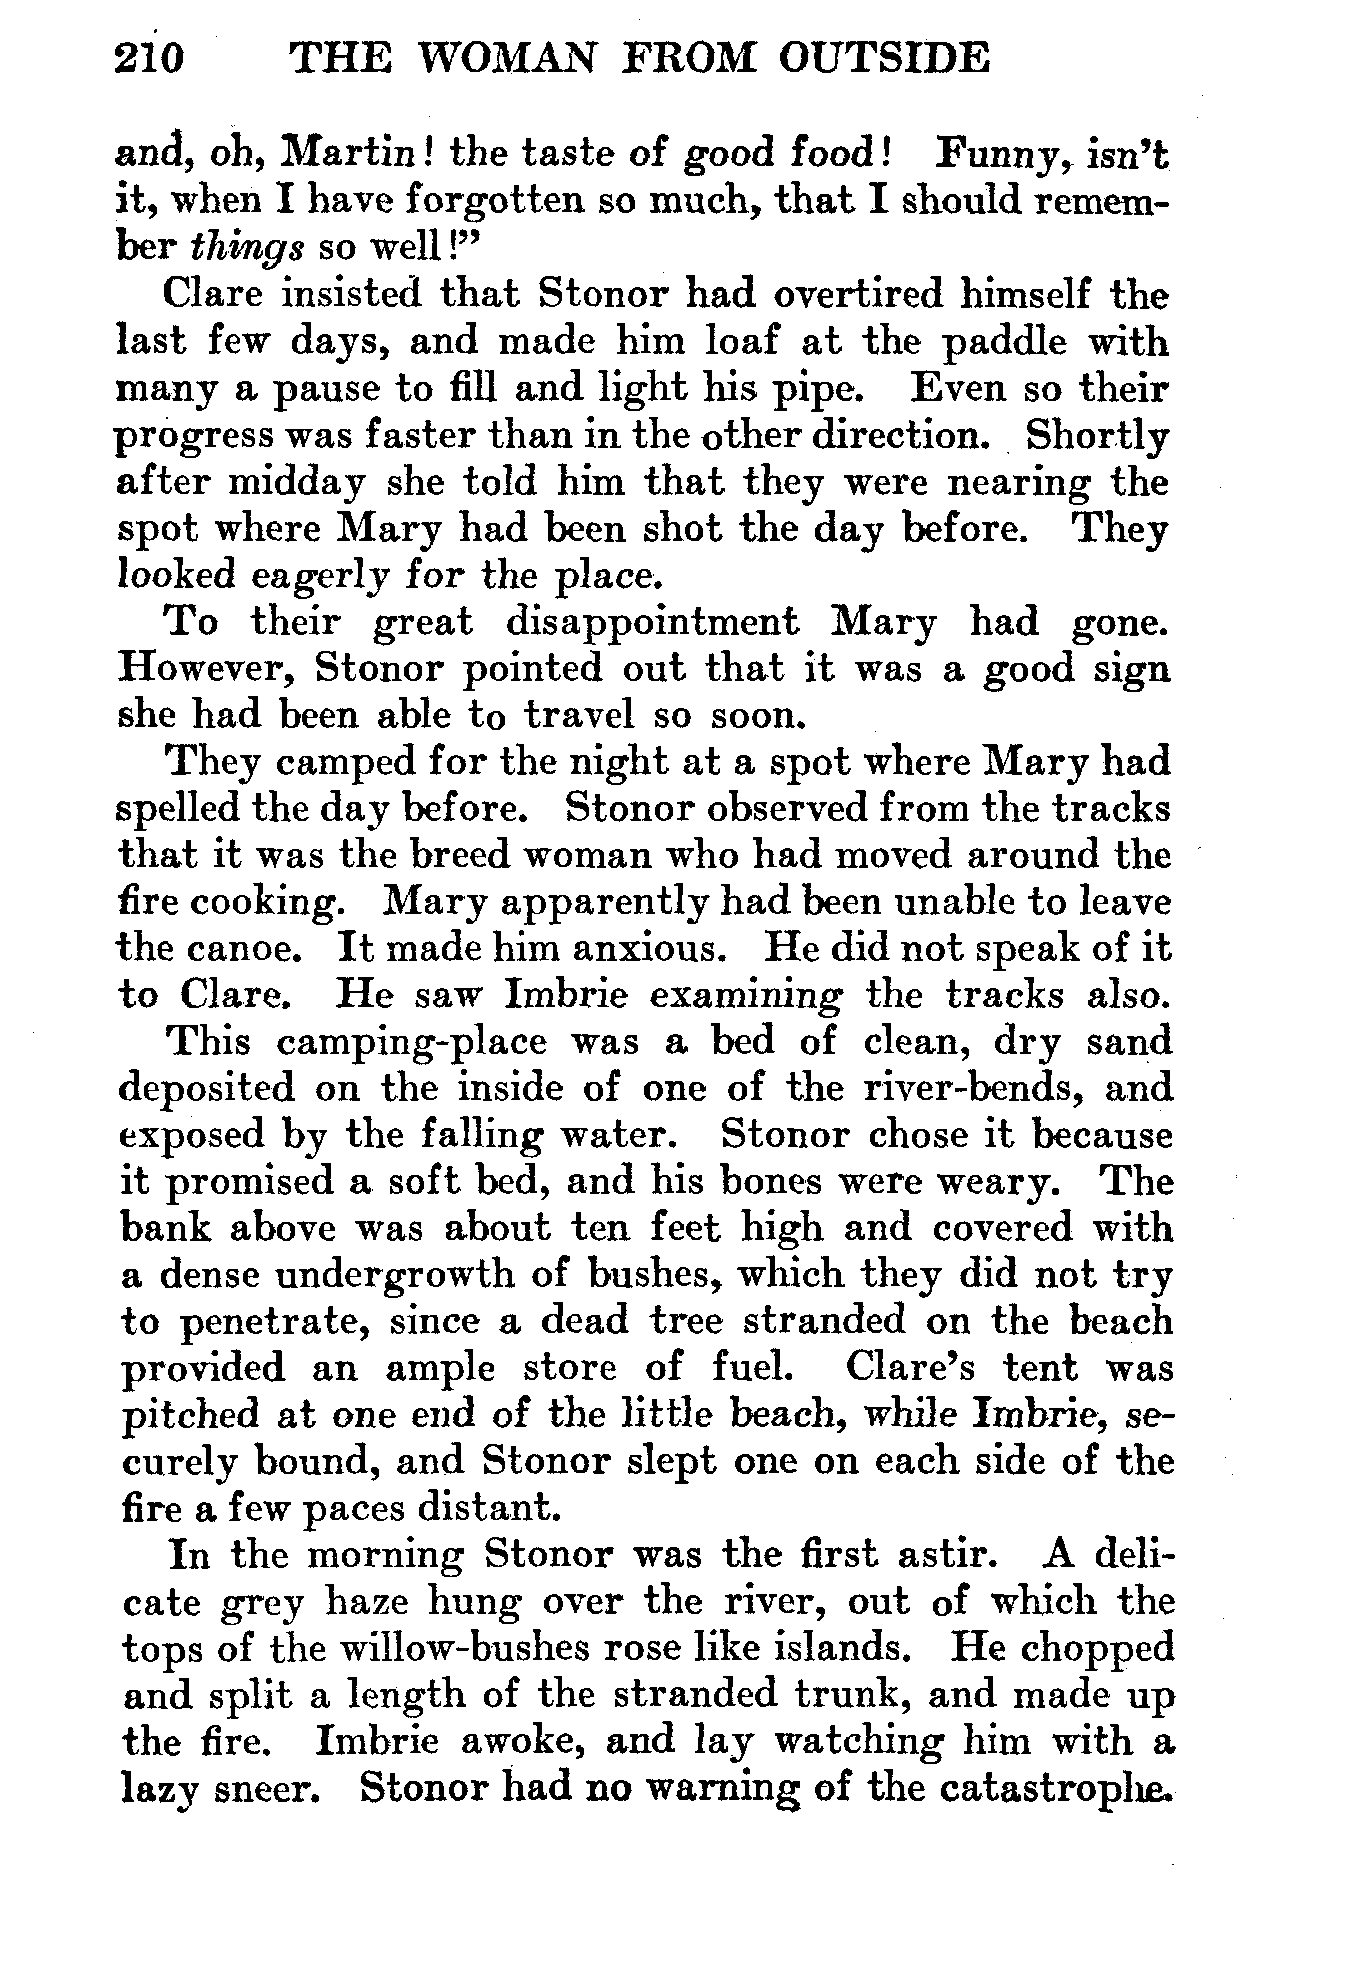 210 THE WOMAN FROM OUTSIDE
and, oh, Martin! the taste of good food! Funny, isn't
it, when I have forgotten so much, that I should remem-
ber things so well!"
Clare insisted that Stonor had overtired himself the
last few days, and made him loaf at the paddle with
many a pause to fill and light his pipe. Even so their
progress was faster than in the other direction. Shortly
after midday she told him that they were nearing the
spot where Mary had been shot the day before. They
looked eagerly for the place.
To their great disappointment Mary had gone.
However, Stonor pointed out that it was a good sign
she had been able to travel so soon.
They camped for the night at a spot where Mary had
spelled the day before. Stonor observed from the tracks
that it was the breed woman who had moved around the
fire cooking. Mary apparently had been unable to leave
the canoe. It made him anxious. He did not speak of it
to Clare. He saw Imbrie examining the tracks also.
This camping-place was a bed of clean, dry sand
deposited on the inside of one of the river-bends, and
exposed by the falling water. Stonor chose it because
it promised a soft bed, and his bones were weary. The
bank above was about ten feet high and covered with
a dense undergrowth of bushes, which they did not try
to penetrate, since a dead tree stranded on the beach
provided an ample store of fuel. Clare's tent was
pitched at one end of the little beach, while Imbrie, se-
curely bound, and Stonor slept one on each side of the
fire a few paces distant.
In the morning Stonor was the first astir. A deli-
cate grey haze hung over the river, out of which the
tops of the willow-bushes rose like islands. He chopped
and split a length of the stranded trunk, and made up
the fire. Imbrie awoke, and lay watching him with a
lazy sneer. Stonor had no warning of the catastrophe.